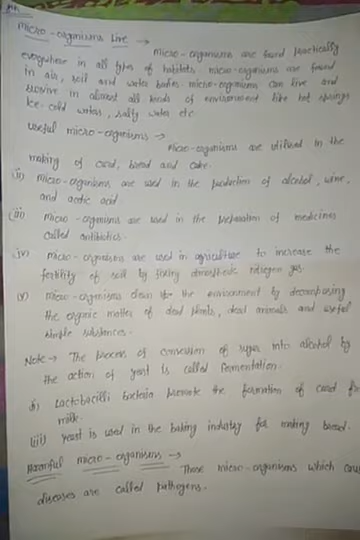 Micro-organisms live →
Micro-organisms are found practically
everywhere in all types of habitats. micro-organisms are found
in air, soil and water bodies. micro-organisms can live and
survive in almost all kinds of environment like hot springs
Ice-cold waters, salty water etc
Useful micro-organisms →
Micro-organisms are utilised in the
making of curd, bread and cake.
(ii) Micro-organisms are used in the production of alcohol, wine,
and acetic acid
(iii) Micro-organisms are used in the preparation of medicines
called antibiotics.
(iv) Micro-organisms are used in agriculture to increase the
fertility of soil by fixing atmospheric nitrogen gas.
(v) Micro-organisms clean the environment by decomposing
the organic matter of dead plants, dead animals and useful
simple substances.
Note → The process of conversion of sugar into alcohol by
the action of yeast is called fermentation.
Lactobacilli bacteria promote the formation of curd
milk.
(iii) yeast is used in the baking industry for making bread.
Harmful micro-organisms →
Those micro-organisms which
diseases are called pathogens.